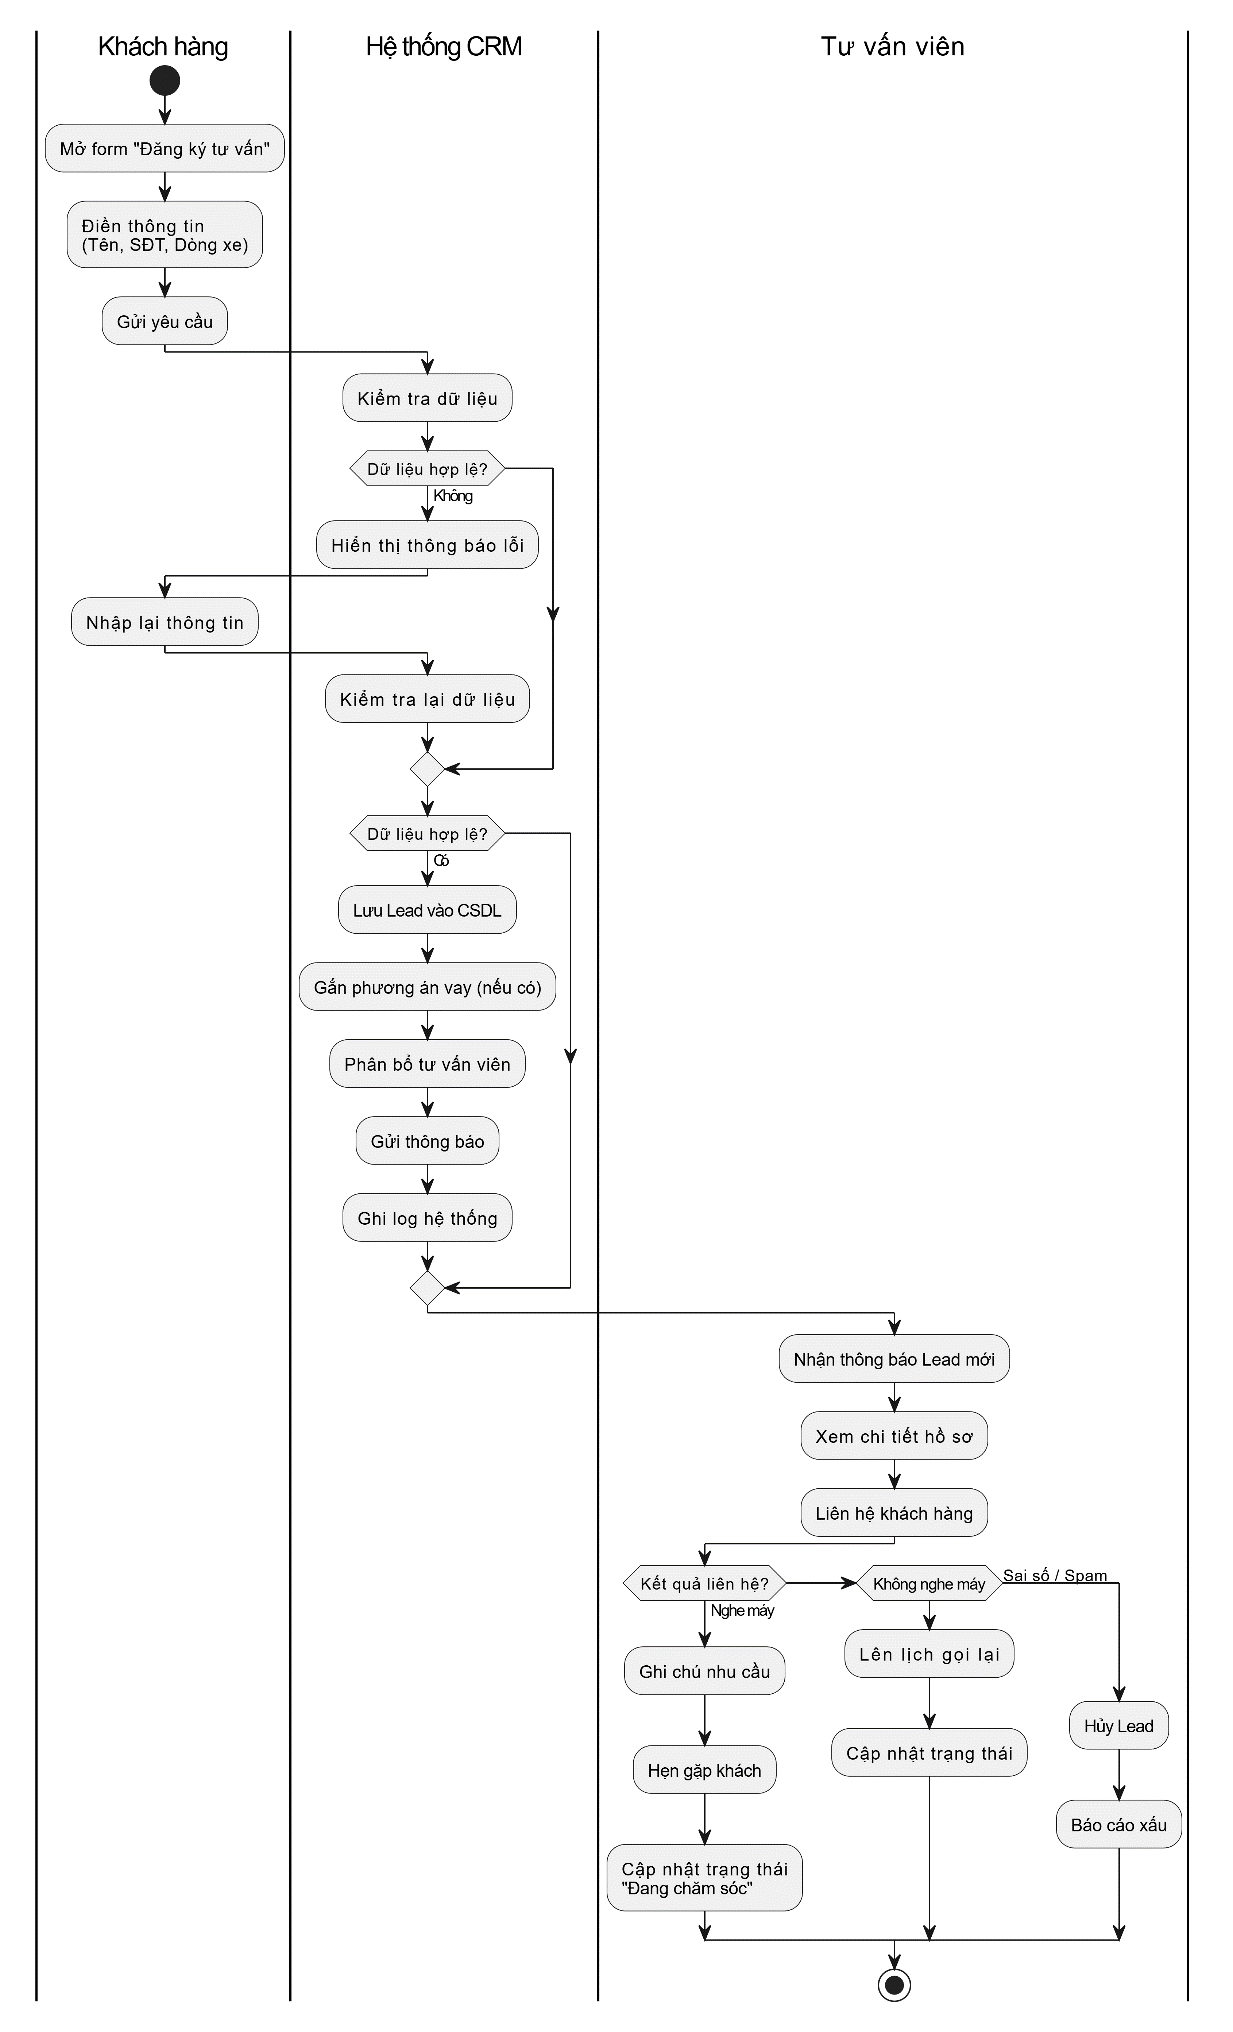 Khách hàng
Hệ thống CRM
Tư vấn viên
Mở form "Đăng ký tư vấn"
Điền thông tin
(Tên, SĐT, Dòng xe)
Gửi yêu cầu
Kiểm tra dữ liệu
Dữ liệu hợp lệ?
Không
Hiển thị thông báo lỗi
Nhập lại thông tin
Kiểm tra lại dữ liệu
Dữ liệu hợp lệ?
Có
Lưu Lead vào CSDL
Gắn phương án vay (nếu có)
Phân bổ tư vấn viên
Gửi thông báo
Ghi log hệ thống
Nhận thông báo Lead mới
Xem chi tiết hồ sơ
Liên hệ khách hàng
Kết quả liên hệ?
Không nghe máy
Sai số / Spam
Nghe máy
Ghi chú nhu cầu
Lên lịch gọi lại
Hủy Lead
Hẹn gặp khách
Cập nhật trạng thái
Báo cáo xấu
Cập nhật trạng thái
"Đang chăm sóc"